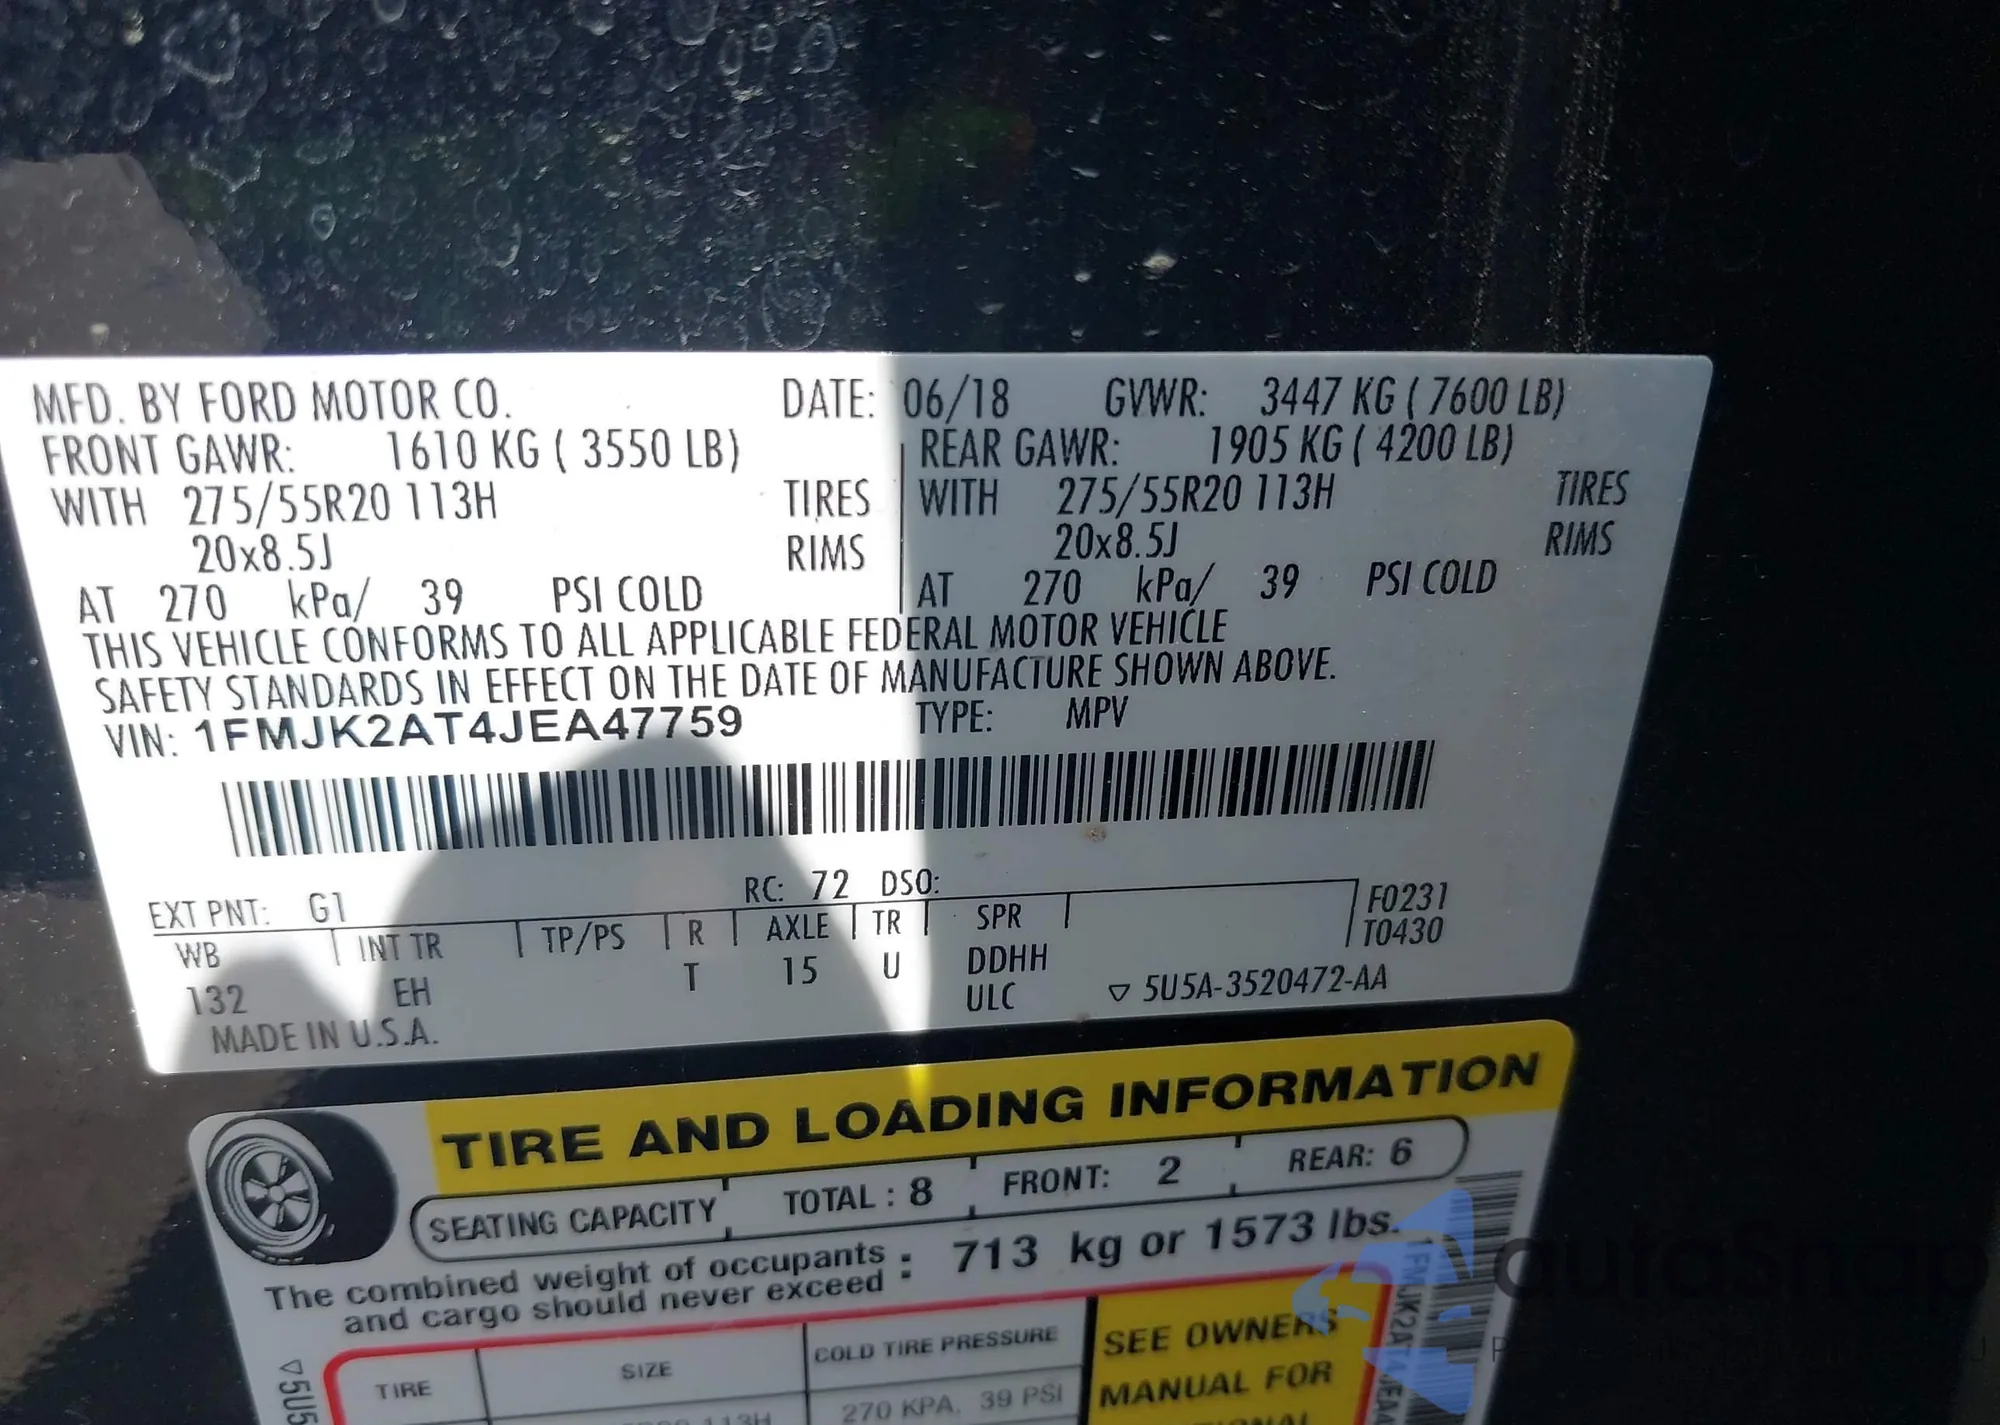 MFD. BY FORD MOTOR CO. DATE: 06/18 GVWR: 3447 KG ( 7600 LB)
FRONT GAWR: 1610 KG ( 3550 LB) REAR GAWR: 1905 KG ( 4200 LB)
WITH 275/55R20 113H TIRES WITH 275/55R20 113H TIRES
20x8.5J RIMS 20x8.5J RIMS
AT 270 kPa/ 39 PSI COLD AT 270 kPa/ 39 PSI COLD
THIS VEHICLE CONFORMS TO ALL APPLICABLE FEDERAL MOTOR VEHICLE
SAFETY STANDARDS IN EFFECT ON THE DATE OF MANUFACTURE SHOWN ABOVE.
VIN: 1FMJK2AT4JEA47759 TYPE: MPV
EXT PNT: G1 RC: 72 DSO: F0231
WB INT TR TP/PS R AXLE TR SPR T0430
132 EH T 15 U DDHH
ULC ▽ 5U5A-3520472-AA
MADE IN U.S.A.
TIRE AND LOADING INFORMATION
SEATING CAPACITY TOTAL : 8 FRONT: 2 REAR: 6
The combined weight of occupants and cargo should never exceed : 713 kg or 1573 lbs.
TIRE SIZE COLD TIRE PRESSURE SEE OWNERS
113H 270 KPA, 39 PSI MANUAL FOR
▽5U5
autosnap